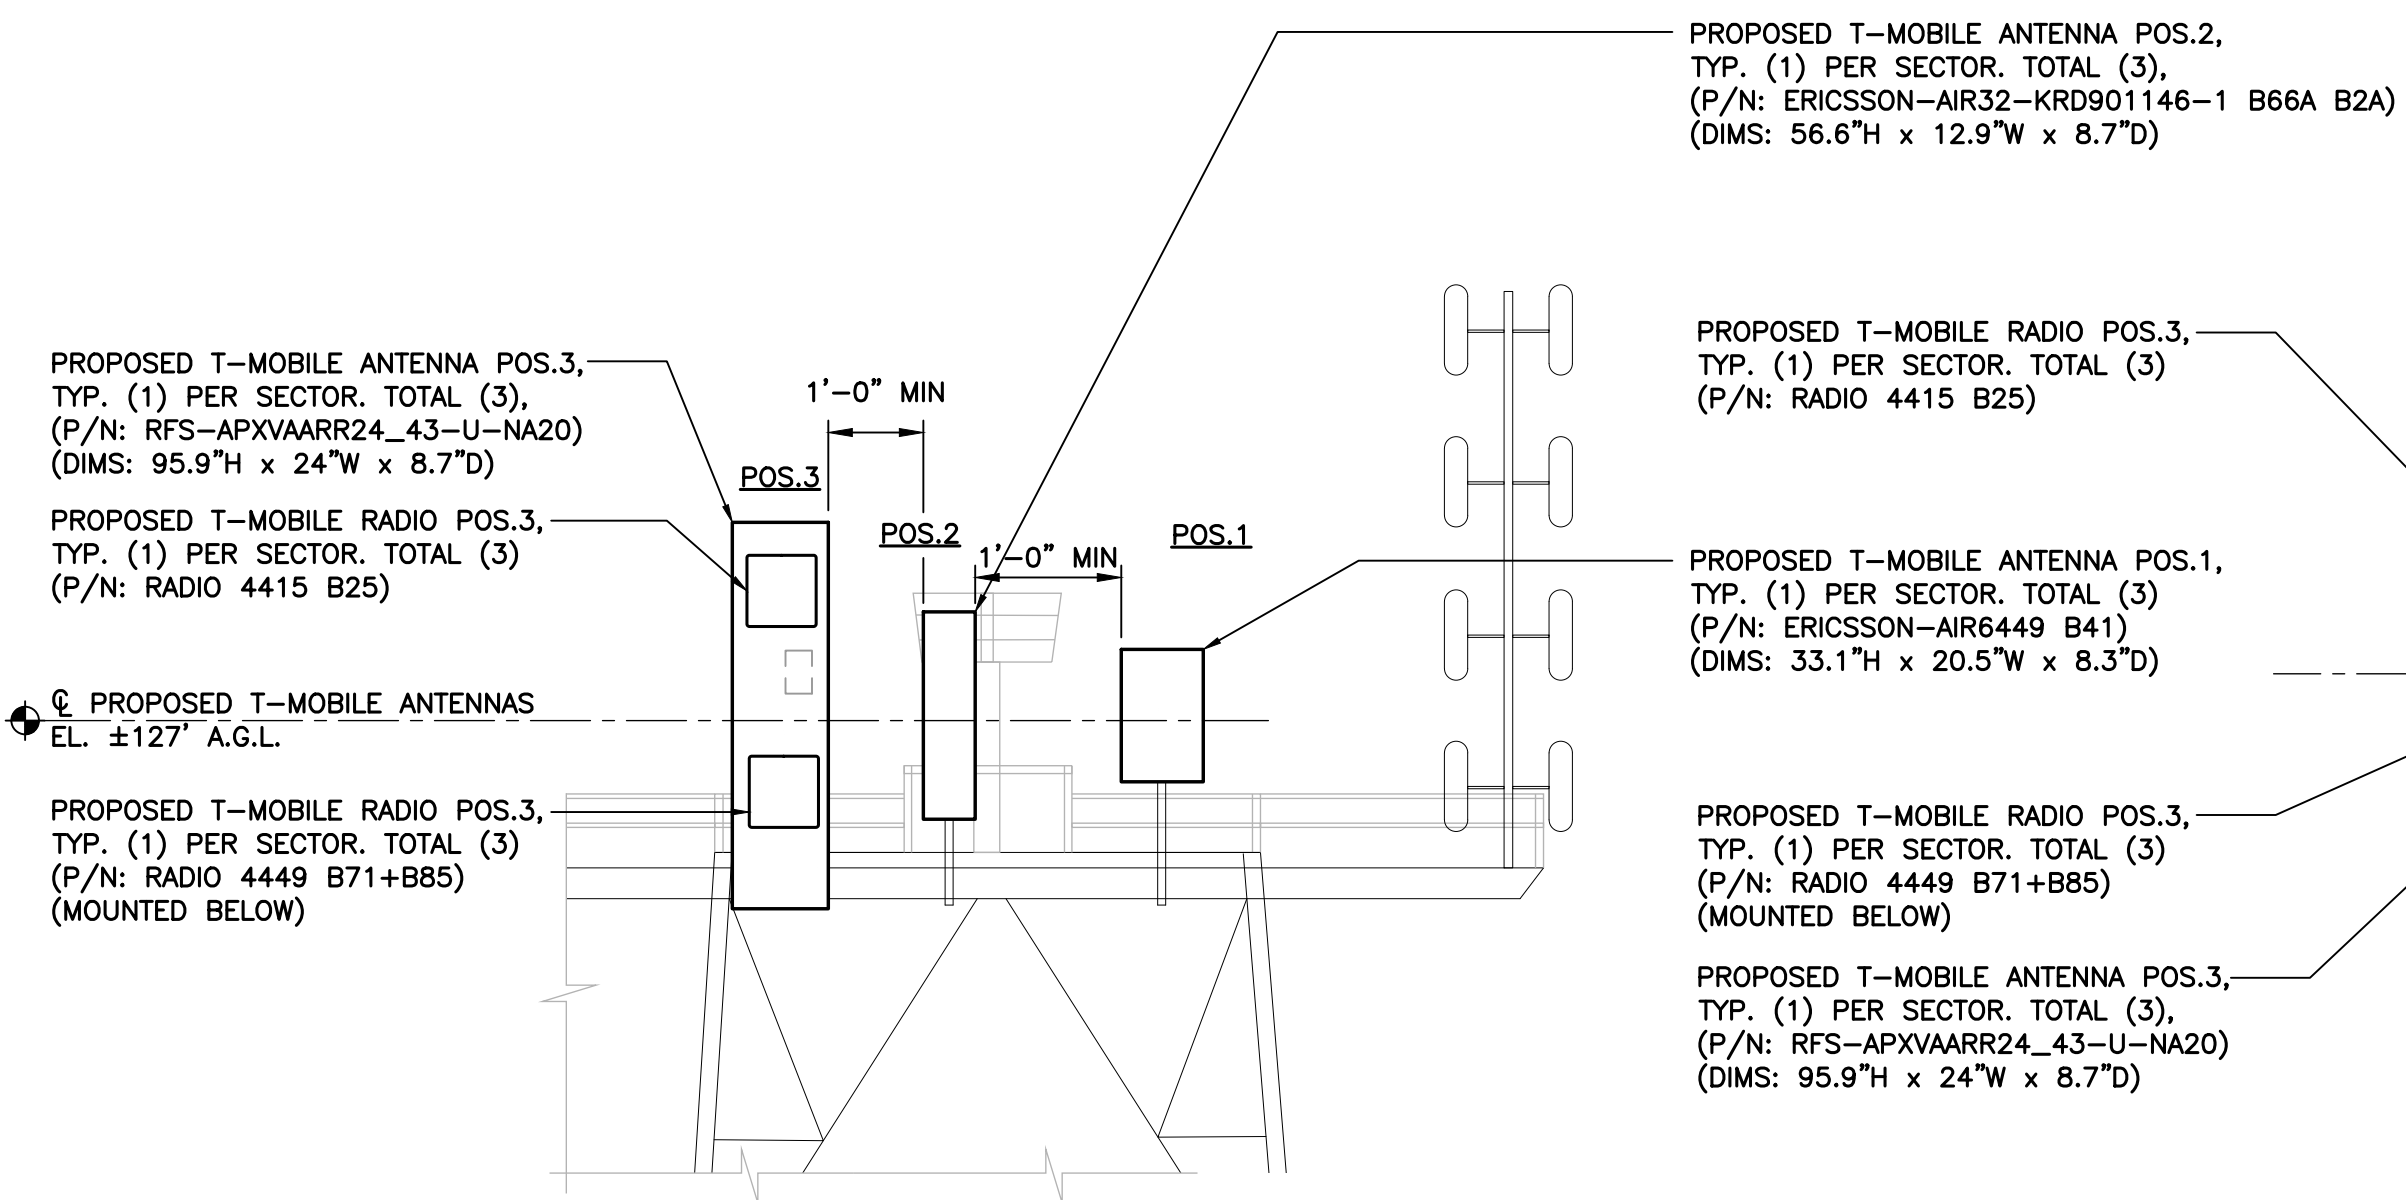 PROPOSED T-MOBILE ANTENNA POS.2,
TYP. (1) PER SECTOR. TOTAL (3),
(P/N: ERICSSON-AIR32-KRD901146-1 B66A B2A)
(DIMS: 56.6"H x 12.9"W x 8.7"D)
PROPOSED T-MOBILE ANTENNA POS.3,
TYP. (1) PER SECTOR. TOTAL (3),
(P/N: RFS-APXVAARR24_43-U-NA20)
(DIMS: 95.9"H x 24"W x 8.7"D)
PROPOSED T-MOBILE RADIO POS.3,
TYP. (1) PER SECTOR. TOTAL (3)
(P/N: RADIO 4415 B25)
℄ PROPOSED T-MOBILE ANTENNAS
EL. ±127' A.G.L.
PROPOSED T-MOBILE RADIO POS.3,
TYP. (1) PER SECTOR. TOTAL (3)
(P/N: RADIO 4449 B71+B85)
(MOUNTED BELOW)
1'-0" MIN
POS.3
POS.2
1'-0" MIN
POS.1
PROPOSED T-MOBILE RADIO POS.3,
TYP. (1) PER SECTOR. TOTAL (3)
(P/N: RADIO 4415 B25)
PROPOSED T-MOBILE ANTENNA POS.1,
TYP. (1) PER SECTOR. TOTAL (3)
(P/N: ERICSSON-AIR6449 B41)
(DIMS: 33.1"H x 20.5"W x 8.3"D)
PROPOSED T-MOBILE RADIO POS.3,
TYP. (1) PER SECTOR. TOTAL (3)
(P/N: RADIO 4449 B71+B85)
(MOUNTED BELOW)
PROPOSED T-MOBILE ANTENNA POS.3,
TYP. (1) PER SECTOR. TOTAL (3),
(P/N: RFS-APXVAARR24_43-U-NA20)
(DIMS: 95.9"H x 24"W x 8.7"D)